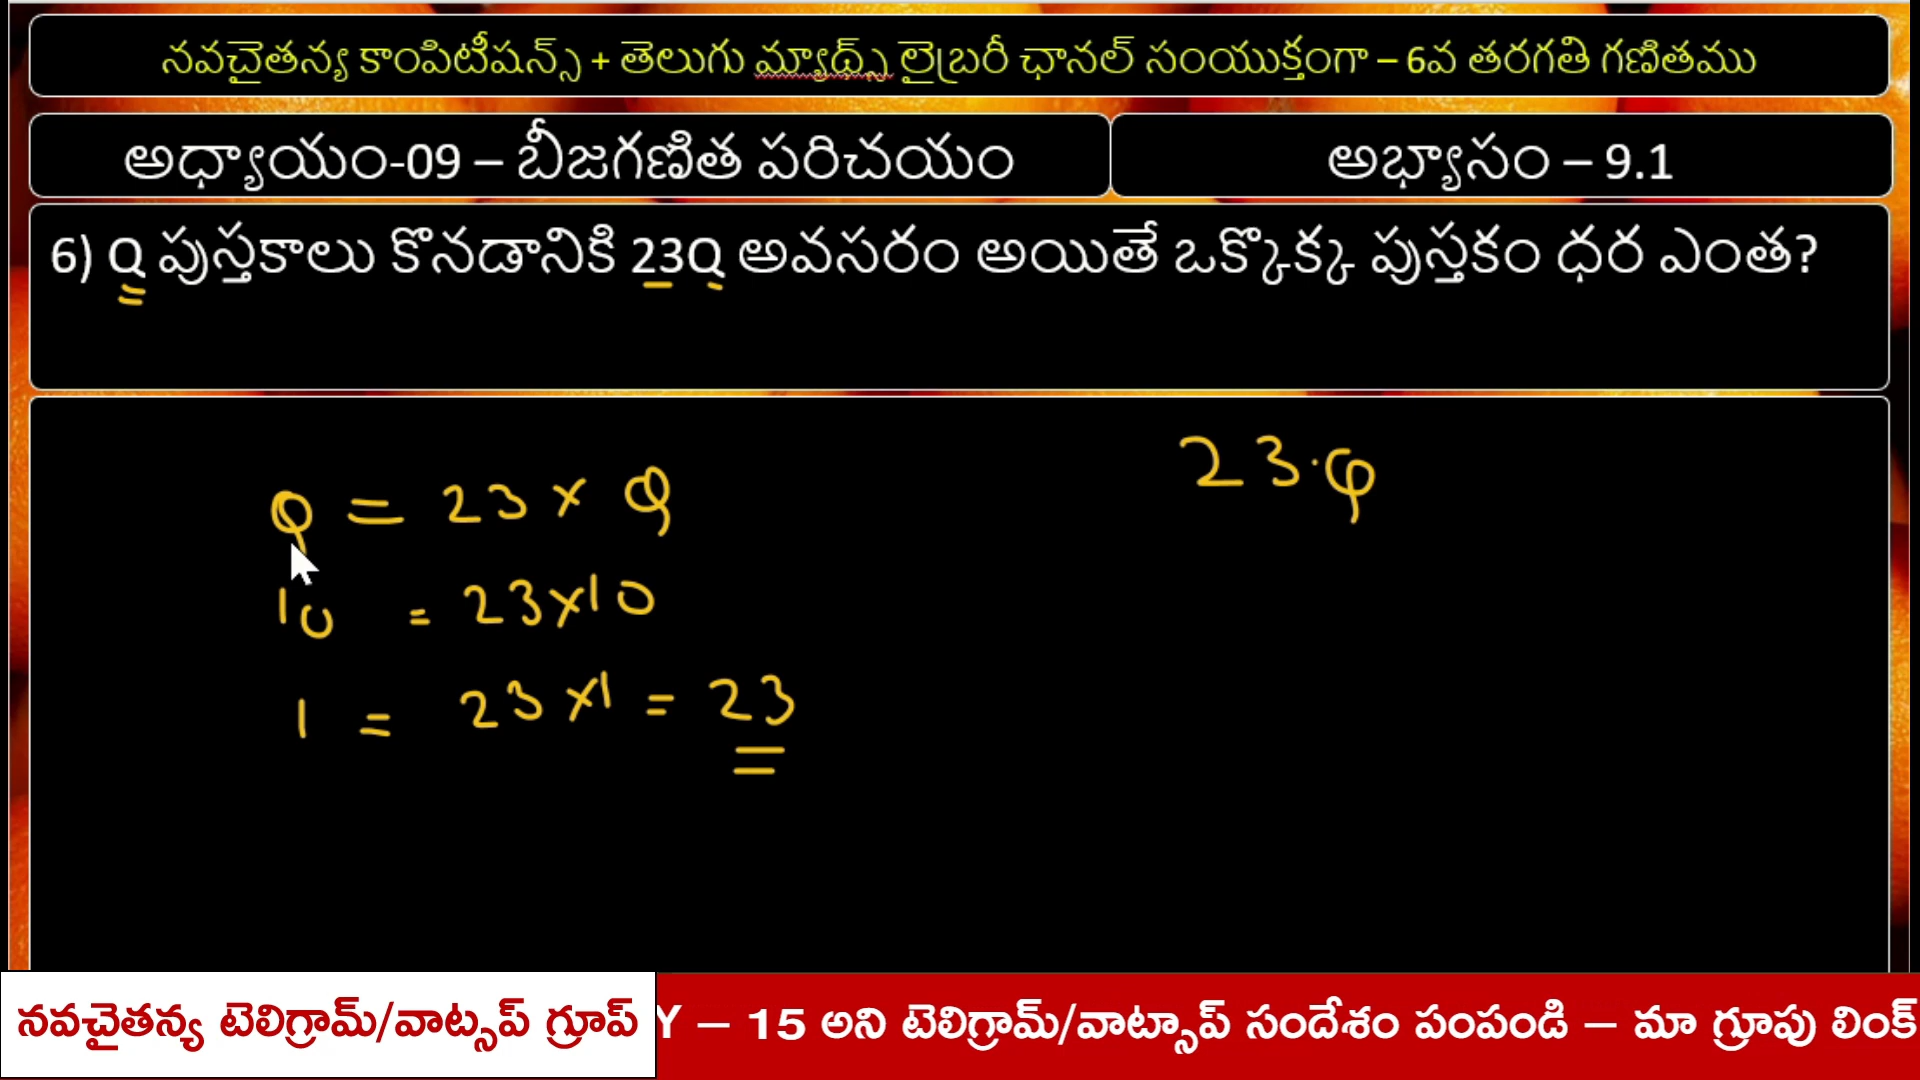 నవచైతన్య కాంపిటీషన్స్ + తెలుగు మ్యాథ్స్ లైబ్రరీ ఛానల్ సంయుక్తంగా – 6వ తరగతి గణితము
అధ్యాయం-09 – బీజగణిత పరిచయం
అభ్యాసం – 9.1
6) Q పుస్తకాలు కొనడానికి 23Q అవసరం అయితే ఒక్కొక్క పుస్తకం ధర ఎంత?
23·Q
Q = 23 × Q
10 = 23×10
1 = 23 ×1 = 23
నవచైతన్య టెలిగ్రామ్/వాట్సప్ గ్రూప్
Y – 15 అని టెలిగ్రామ్/వాట్సాప్ సందేశం పంపండి – మా గ్రూపు లింక్